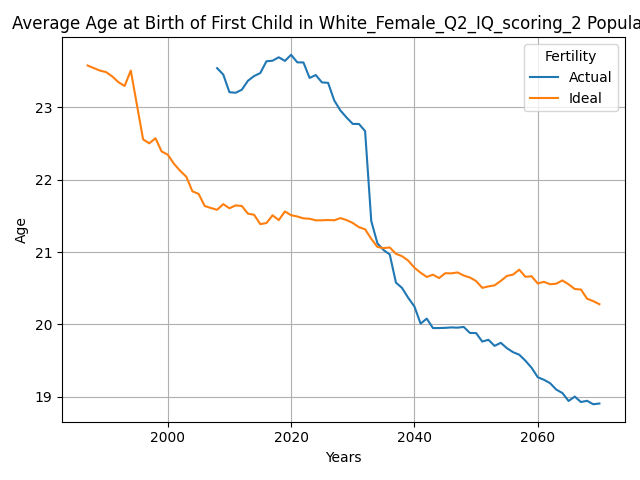 Average Age at Birth of First Child in White_Female_Q2_IQ_scoring_2 Popula
Fertility
Actual
Ideal
23
22
21
20
19
Age
2000
2020
2040
2060
Years